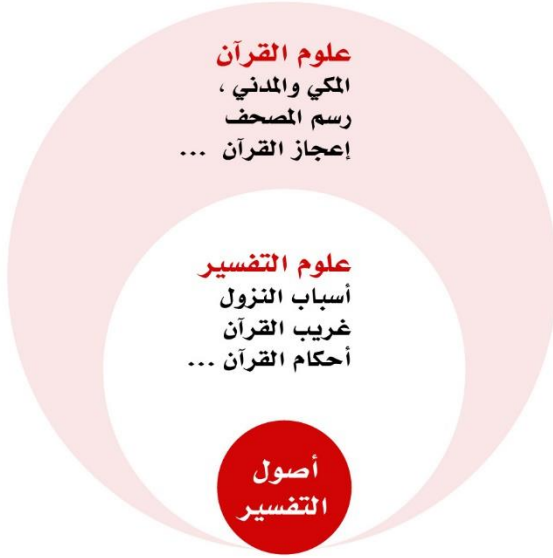 علوم القرآن
المكي والمدني ،
رسم المصحف
إعجاز القرآن ...
علوم التفسير
أسباب النزول
غريب القرآن
أحكام القرآن ...
أصول
التفسير